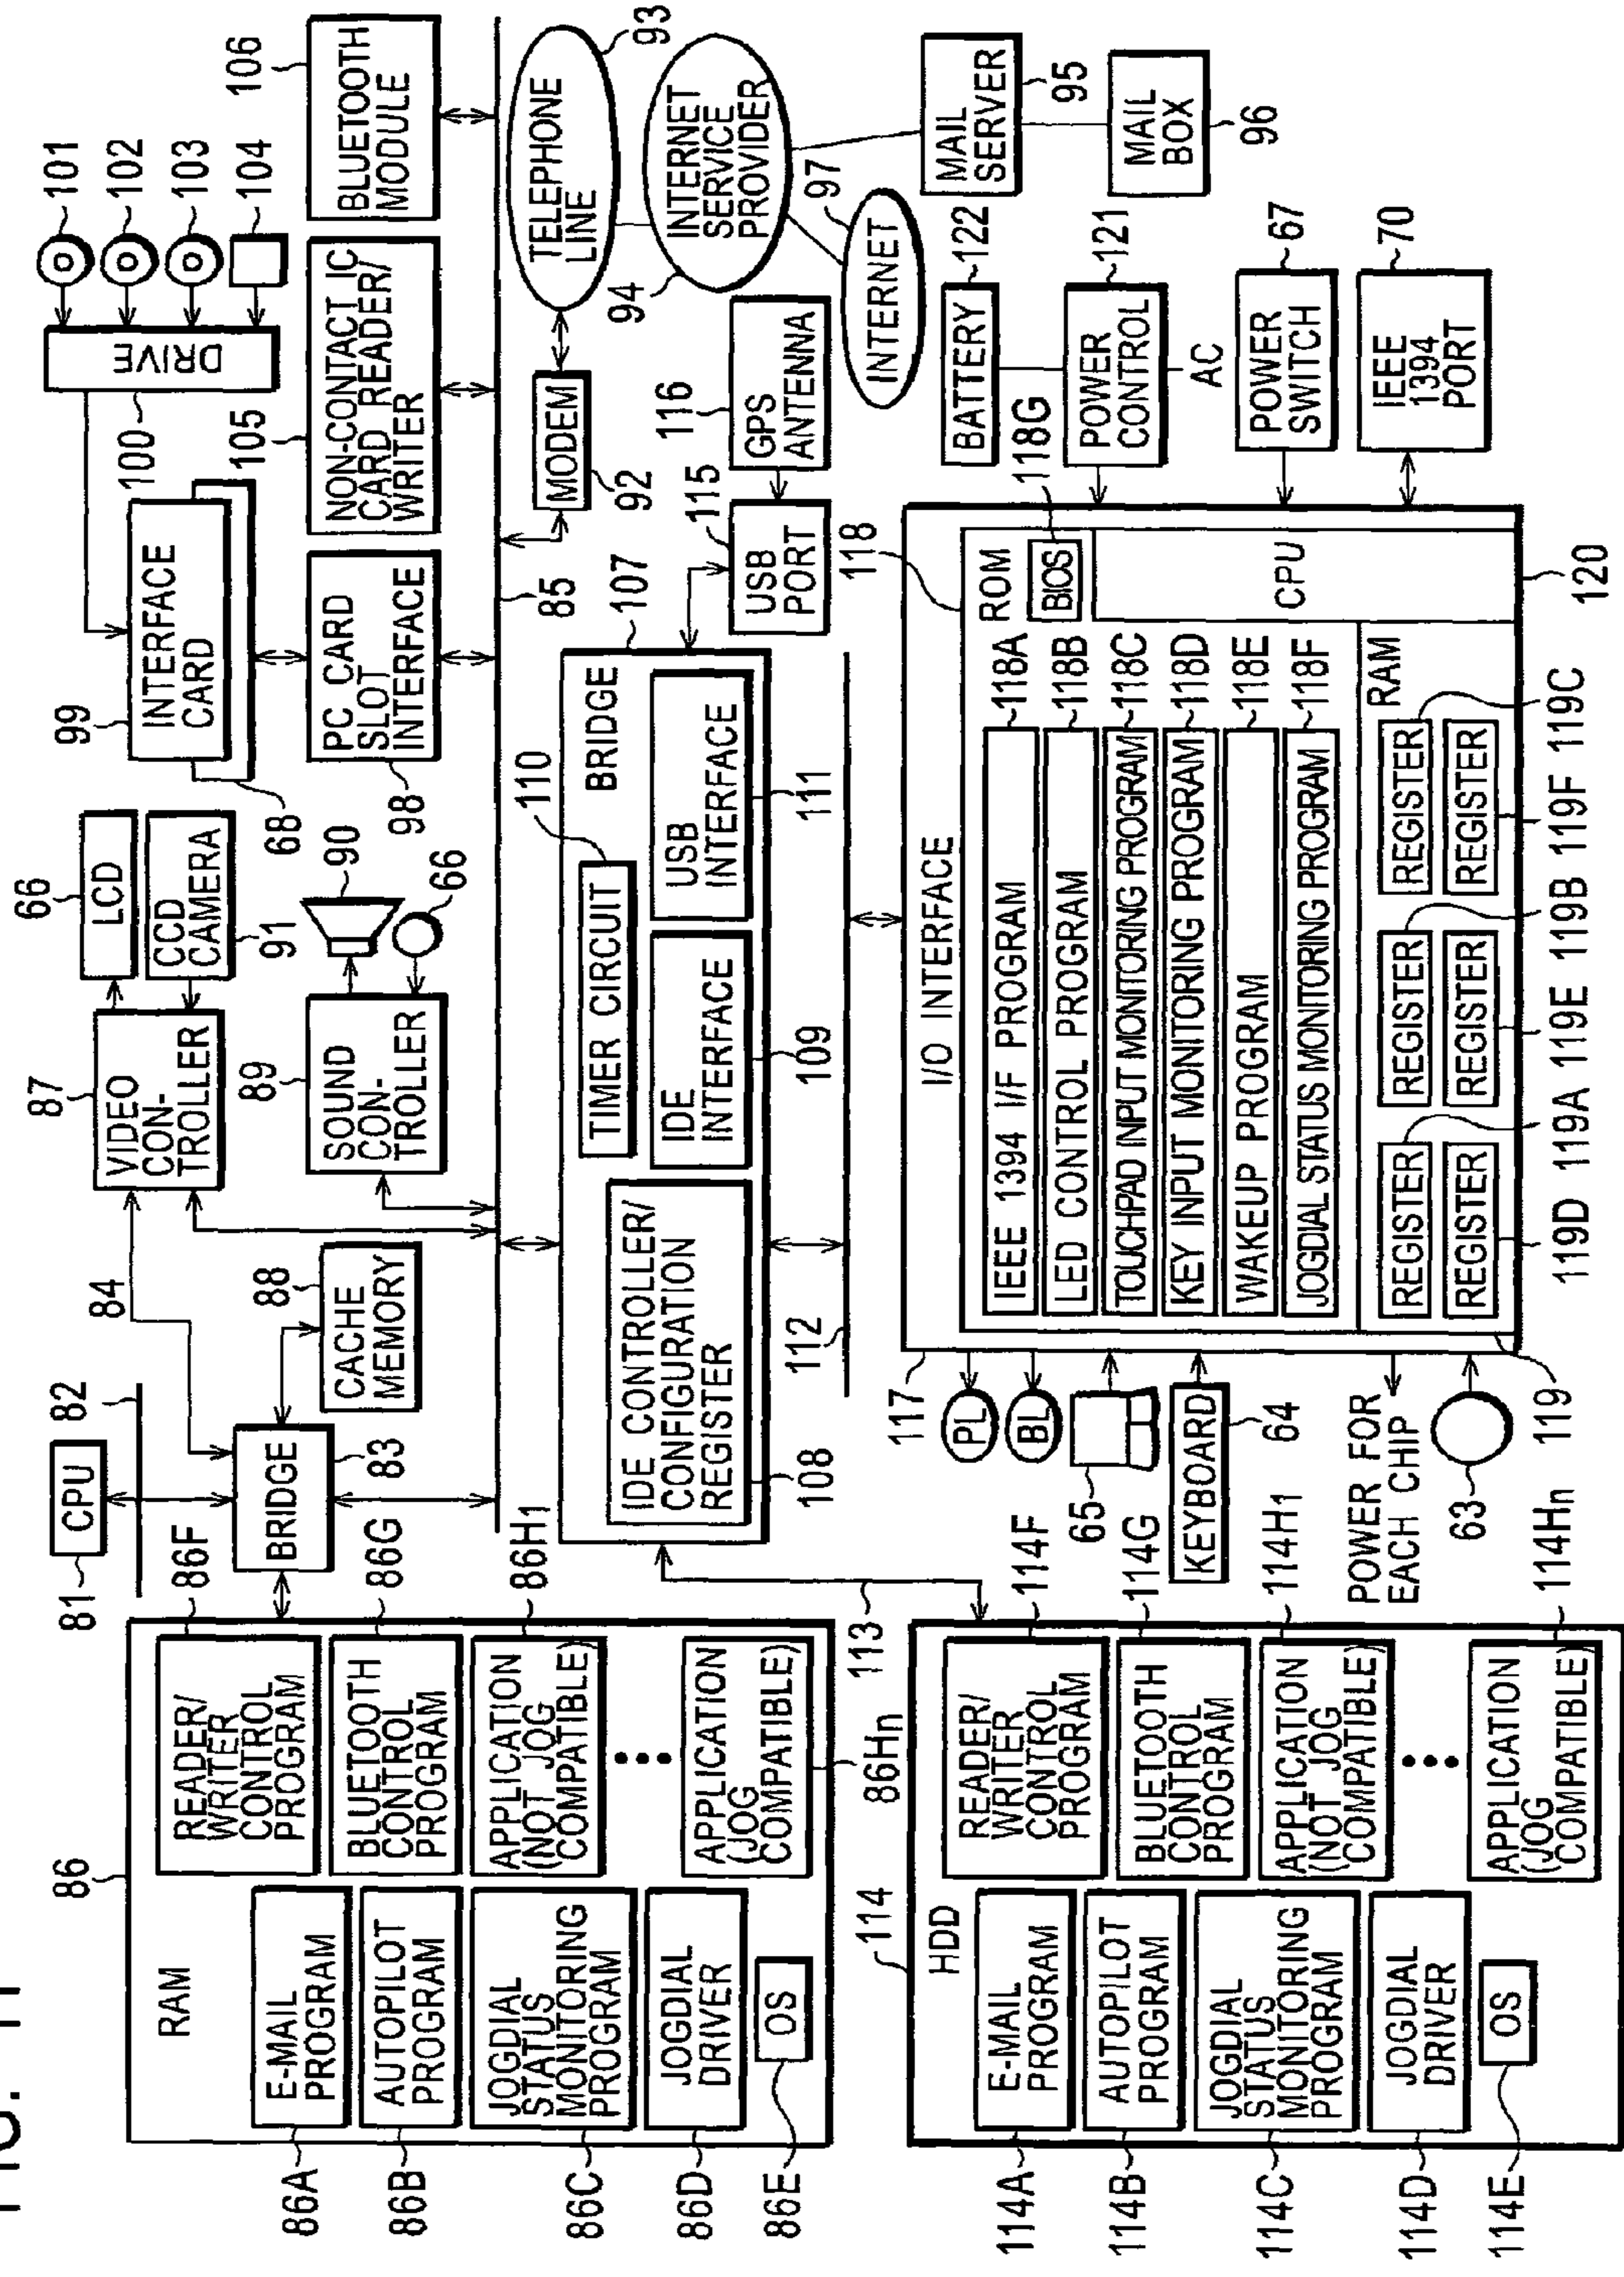 FIG. 11
81
CPU
82
86
RAM
86A
E-MAIL
PROGRAM
86B
AUTOPILOT
PROGRAM
86C
JOGDIAL
STATUS
MONITORING
PROGRAM
86D
JOGDIAL
DRIVER
86E
OS
86F
READER/
WRITER
CONTROL
PROGRAM
86G
BLUETOOTH
CONTROL
PROGRAM
86H1
APPLICATION
(NOT JOG
COMPATIBLE)
86Hn
APPLICATION
(JOG
COMPATIBLE)
BRIDGE
83
84
88
CACHE
MEMORY
87
VIDEO
CON-
TROLLER
66
LCD
CCD
CAMERA
91
89
SOUND
CON-
TROLLER
90
66
99
INTERFACE
CARD
68
98
PC CARD
SLOT
INTERFACE
100
DRIVE
101
102
103
104
105
NON-CONTACT IC
CARD READER/
WRITER
106
BLUETOOTH
MODULE
85
MODEM
92
TELEPHONE
LINE
93
94
INTERNET
SERVICE
PROVIDER
MAIL
SERVER
95
MAIL
BOX
96
97
INTERNET
107
BRIDGE
108
IDE CONTROLLER/
CONFIGURATION
REGISTER
110
TIMER CIRCUIT
109
IDE
INTERFACE
111
USB
INTERFACE
115
USB
PORT
116
GPS
ANTENNA
112
113
114
HDD
114A
E-MAIL
PROGRAM
114B
AUTOPILOT
PROGRAM
114C
JOGDIAL
STATUS
MONITORING
PROGRAM
114D
JOGDIAL
DRIVER
114E
OS
114F
READER/
WRITER
CONTROL
PROGRAM
114G
BLUETOOTH
CONTROL
PROGRAM
114H1
APPLICATION
(NOT JOG
COMPATIBLE)
114Hn
APPLICATION
(JOG
COMPATIBLE)
117
I/O INTERFACE
PL
BL
65
KEYBOARD
64
POWER FOR
EACH CHIP
63
118
ROM
118G
BIOS
IEEE 1394 I/F PROGRAM
118A
LED CONTROL PROGRAM
118B
TOUCHPAD INPUT MONITORING PROGRAM
118C
KEY INPUT MONITORING PROGRAM
118D
WAKEUP PROGRAM
118E
JOGDIAL STATUS MONITORING PROGRAM
118F
CPU
120
RAM
119
REGISTER
REGISTER
REGISTER
REGISTER
REGISTER
REGISTER
119D
119A
119E
119B
119F
119C
BATTERY
122
POWER
CONTROL
121
AC
POWER
SWITCH
67
IEEE
1394
PORT
70